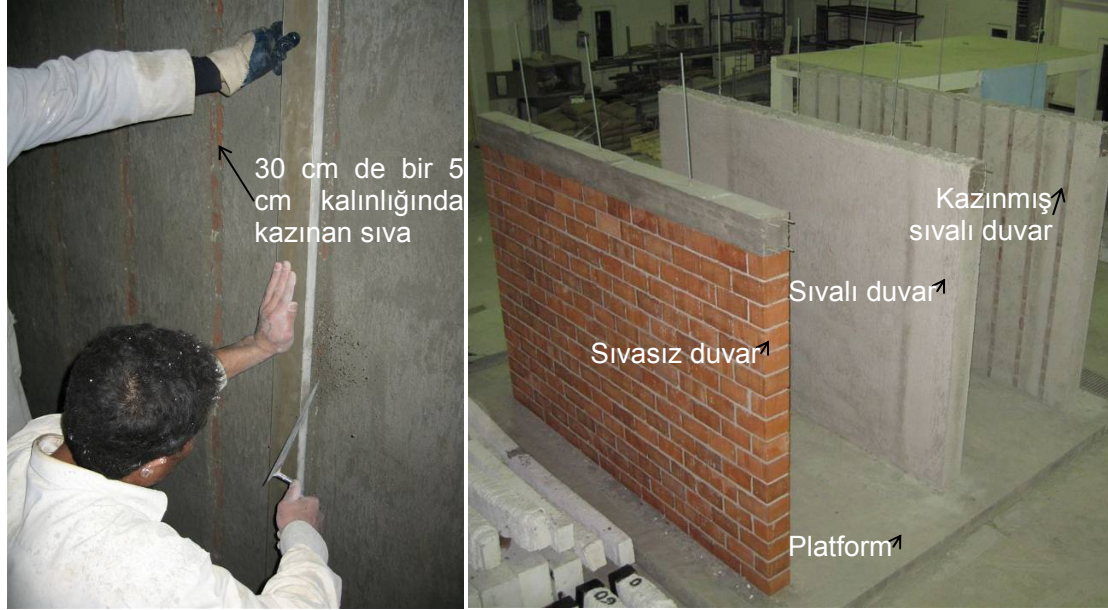 30 cm de bir 5
cm kalınlığında
kazınan sıva
Kazınmış
sıvalı duvar
Sıvalı duvar
Sıvasız duvar
Platform